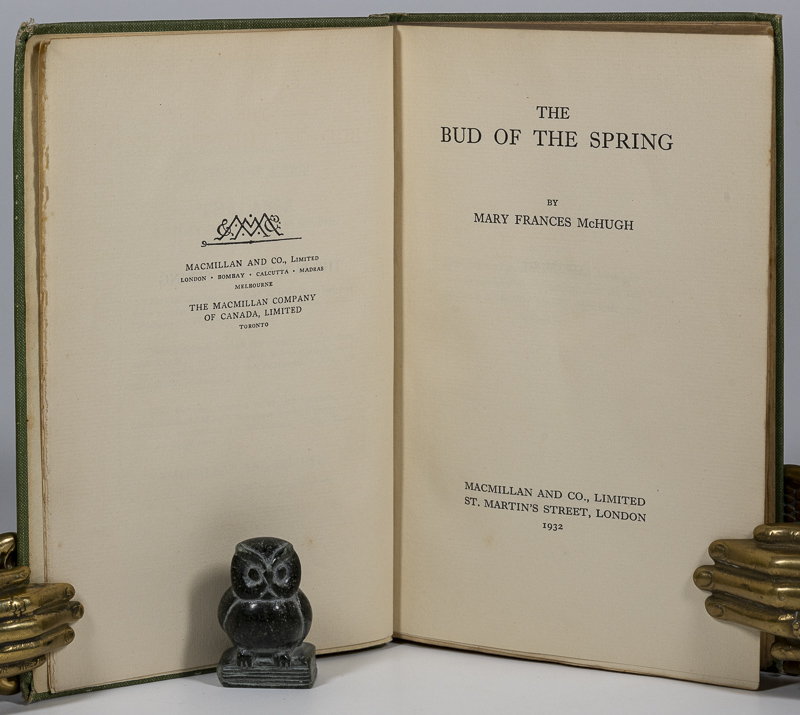 MACMILLAN AND CO., LIMITED
LONDON · BOMBAY · CALCUTTA · MADRAS
MELBOURNE
THE MACMILLAN COMPANY
OF CANADA, LIMITED
TORONTO
THE
BUD OF THE SPRING
BY
MARY FRANCES McHUGH
MACMILLAN AND CO., LIMITED
ST. MARTIN'S STREET, LONDON
1932